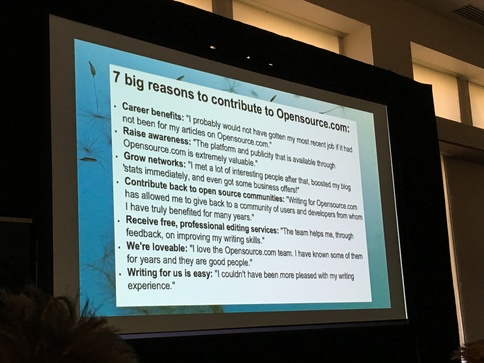 7 big reasons to contribute to Opensource.com:
• Career benefits: "I probably would not have gotten my most recent job if it had
not been for my articles on Opensource.com."
• Raise awareness: "The platform and publicity that is available through
Opensource.com is extremely valuable."
• Grow networks: "I met a lot of interesting people after that, boosted my blog
'stats immediately, and even got some business offers!"
• Contribute back to open source communities: "Writing for Opensource.com
has allowed me to give back to a community of users and developers from whom
I have truly benefited for many years."
• Receive free, professional editing services: "The team helps me, through
feedback, on improving my writing skills."
• We're loveable: "I love the Opensource.com team. I have known some of them
for years and they are good people."
• Writing for us is easy: "I couldn't have been more pleased with my writing
experience."